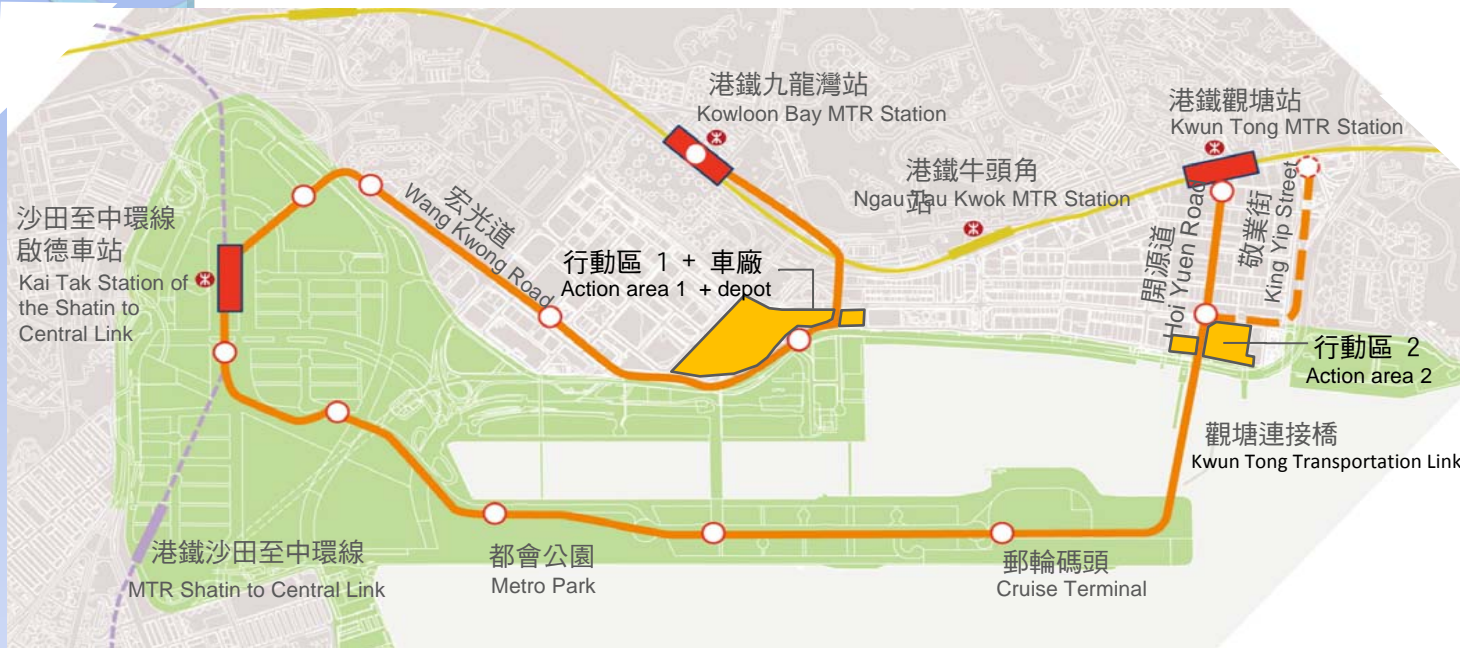 港鐵九龍灣站
Kowloon Bay MTR Station
港鐵觀塘站
Kwun Tong MTR Station
港鐵牛頭角
站
Ngau Tau Kwok MTR Station
沙田至中環線
啟德車站
Kai Tak Station of
the Shatin to
Central Link
宏光道
Wang Kwong Road
行動區 1 + 車廠
Action area 1 + depot
開源道
Hoi Yuen Road
敬業街
King Yip Street
行動區 2
Action area 2
觀塘連接橋
Kwun Tong Transportation Link
港鐵沙田至中環線
MTR Shatin to Central Link
都會公園
Metro Park
郵輪碼頭
Cruise Terminal